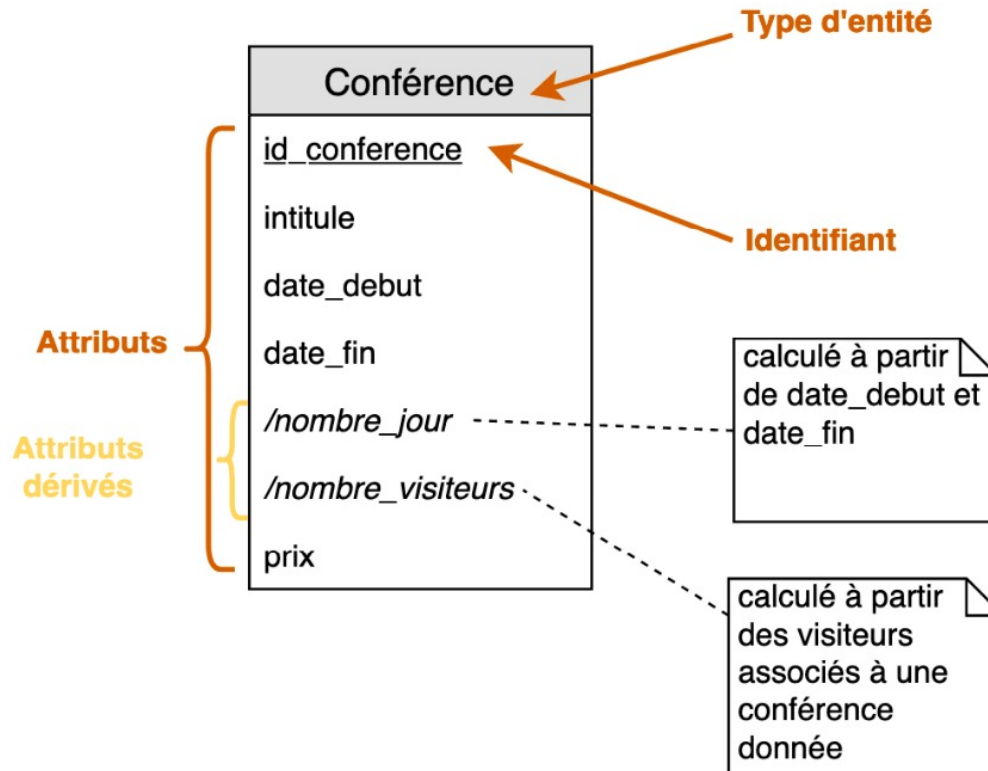 Type d'entité
Conférence
id_conference
Identifiant
intitule
date_debut
Attributs
date_fin
calculé à partir
de date_debut et
date_fin
/nombre_jour
Attributs
dérivés
/nombre_visiteurs
prix
calculé à partir
des visiteurs
associés à une
conférence
donnée